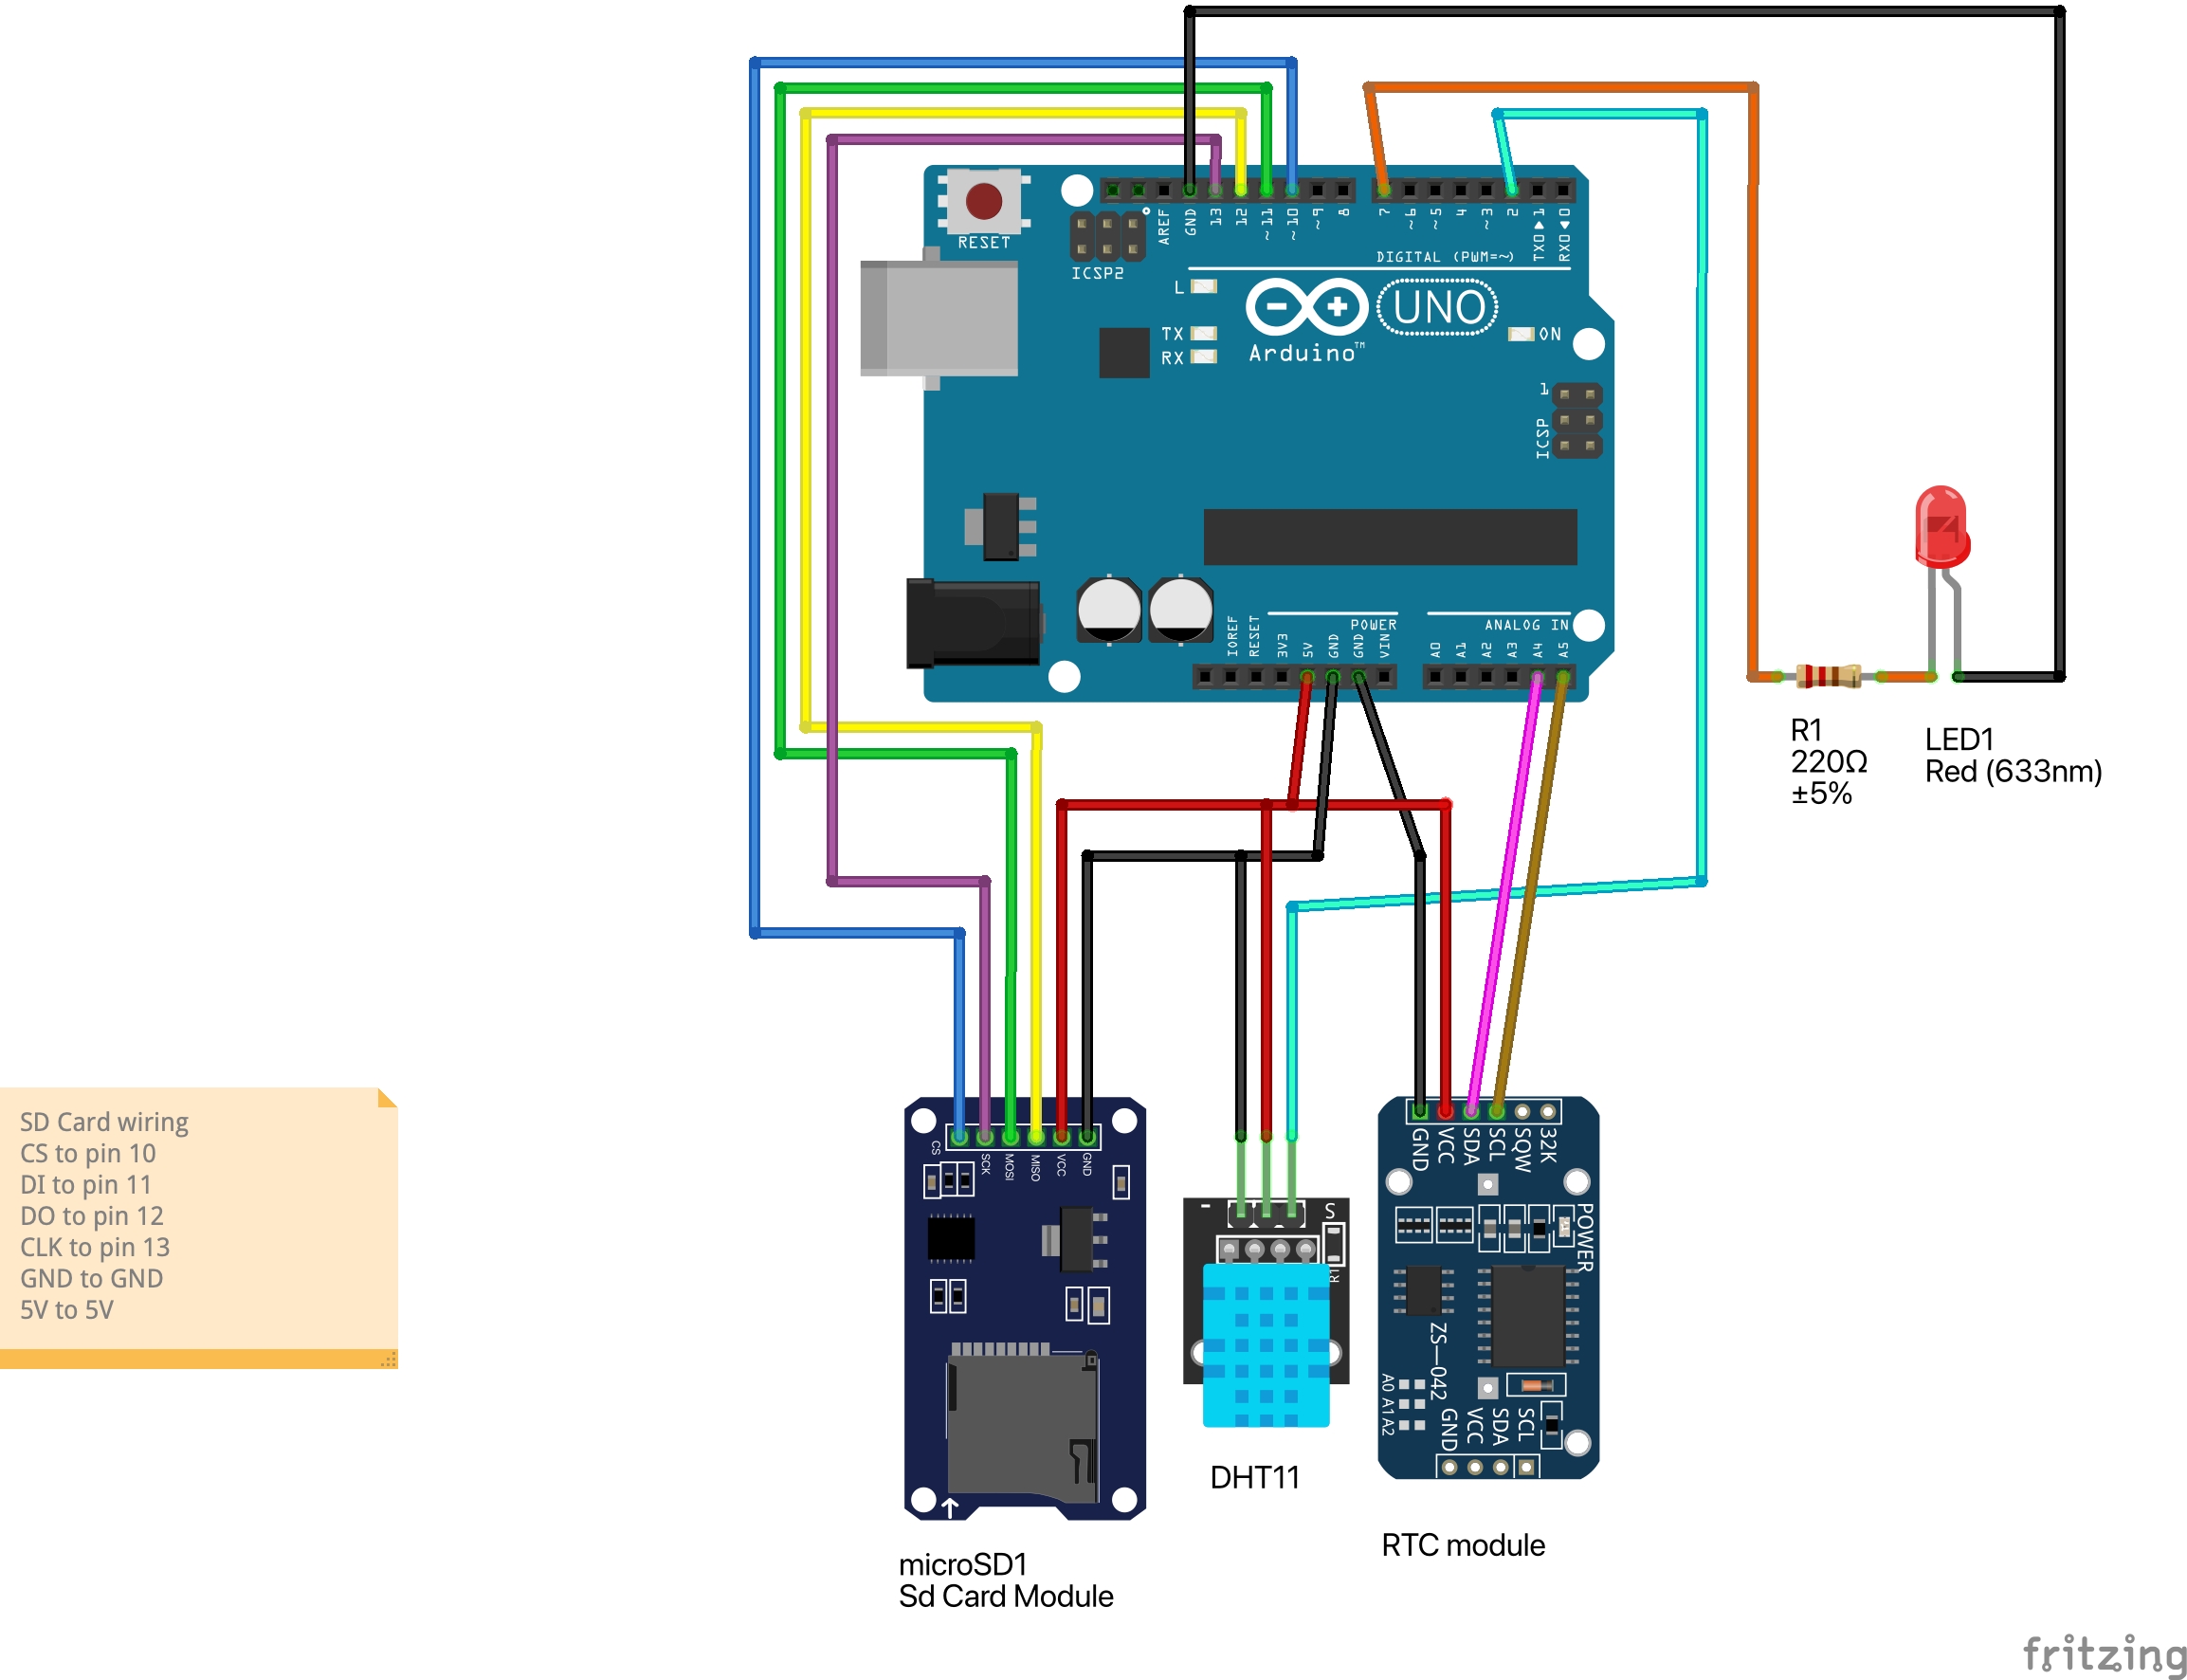 RESET
ICSP2
AREF
GND
13
12
~11
~10
~9
8
7
~6
~5
4
~3
2
TX0▶1
RX0◀0
DIGITAL (PWM=~)
L
TX
RX
UNO
Arduino™
ON
1
ICSP
IOREF
RESET
3V3
5V
GND
GND
VIN
POWER
A0
A1
A2
A3
A4
A5
ANALOG IN
R1
220Ω
±5%
LED1
Red (633nm)
SD Card wiring
CS to pin 10
DI to pin 11
DO to pin 12
CLK to pin 13
GND to GND
5V to 5V
CS
SCK
MOSI
MISO
VCC
GND
microSD1
Sd Card Module
-
S
DHT11
GND
VCC
SDA
SCL
SQW
32K
POWER
ZS-042
A0 A1 A2
GND
VCC
SDA
SCL
RTC module
fritzing